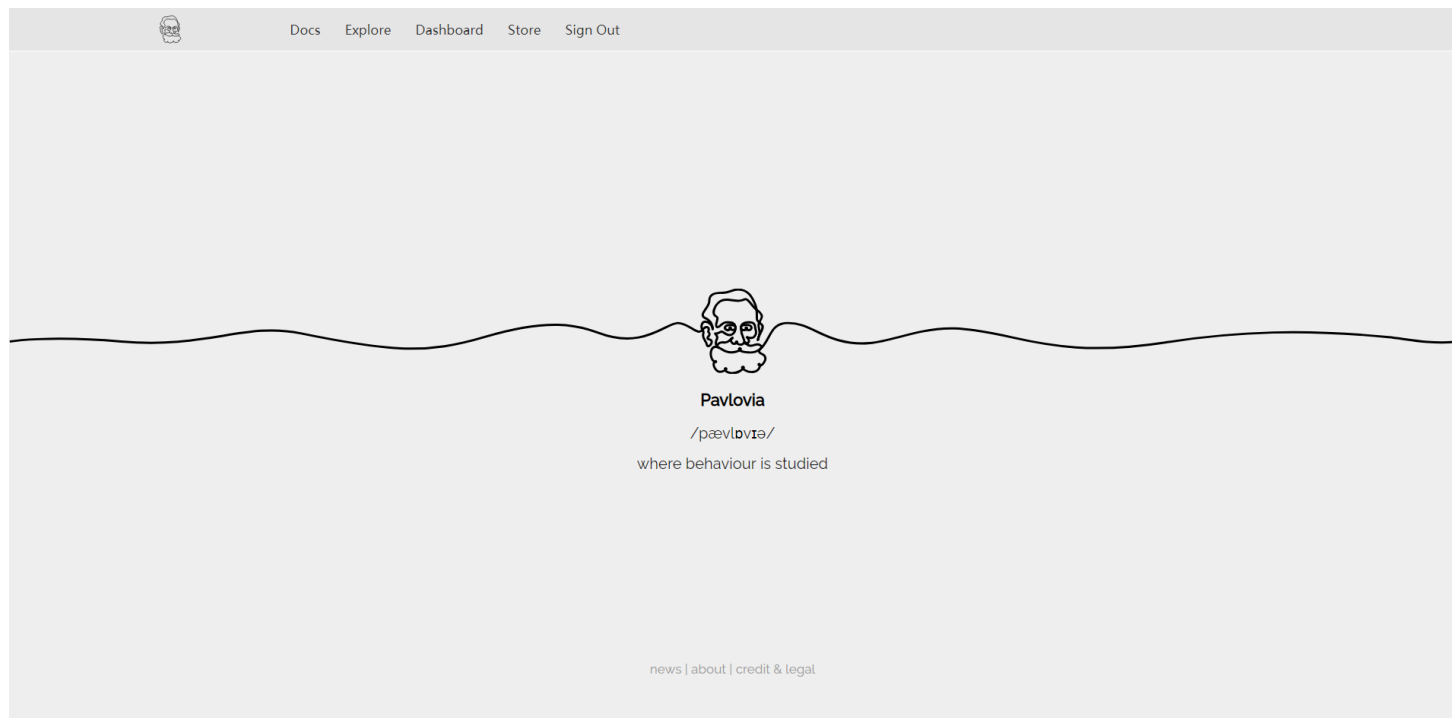 Docs Explore Dashboard Store Sign Out
Pavlovia
/pævlɒvɪə/
where behaviour is studied
news | about | credit & legal